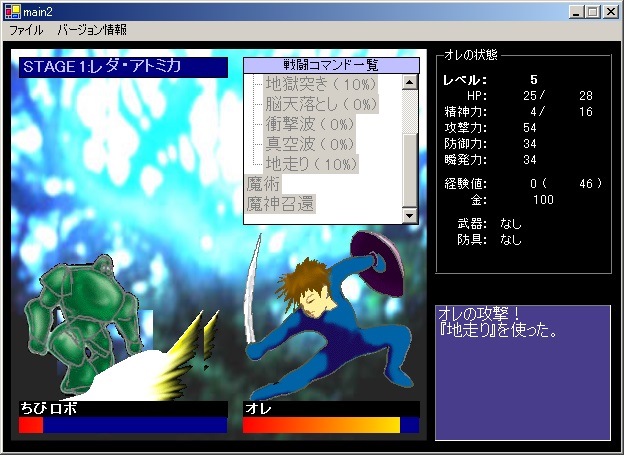 main2
ファイル バージョン情報
STAGE 1:レダ・アトミカ
戦闘コマンド一覧
地獄突き(10%)
脳天落とし(0%)
衝撃波(0%)
真空波(0%)
地走り(10%)
魔術
魔神召還
ちびロボ
オレ
オレの状態
レベル: 5
HP: 25/ 28
精神力: 4/ 16
攻撃力: 54
防御力: 34
瞬発力: 34
経験値: 0( 46)
金: 100
武器: なし
防具: なし
オレの攻撃!
『地走り』を使った。